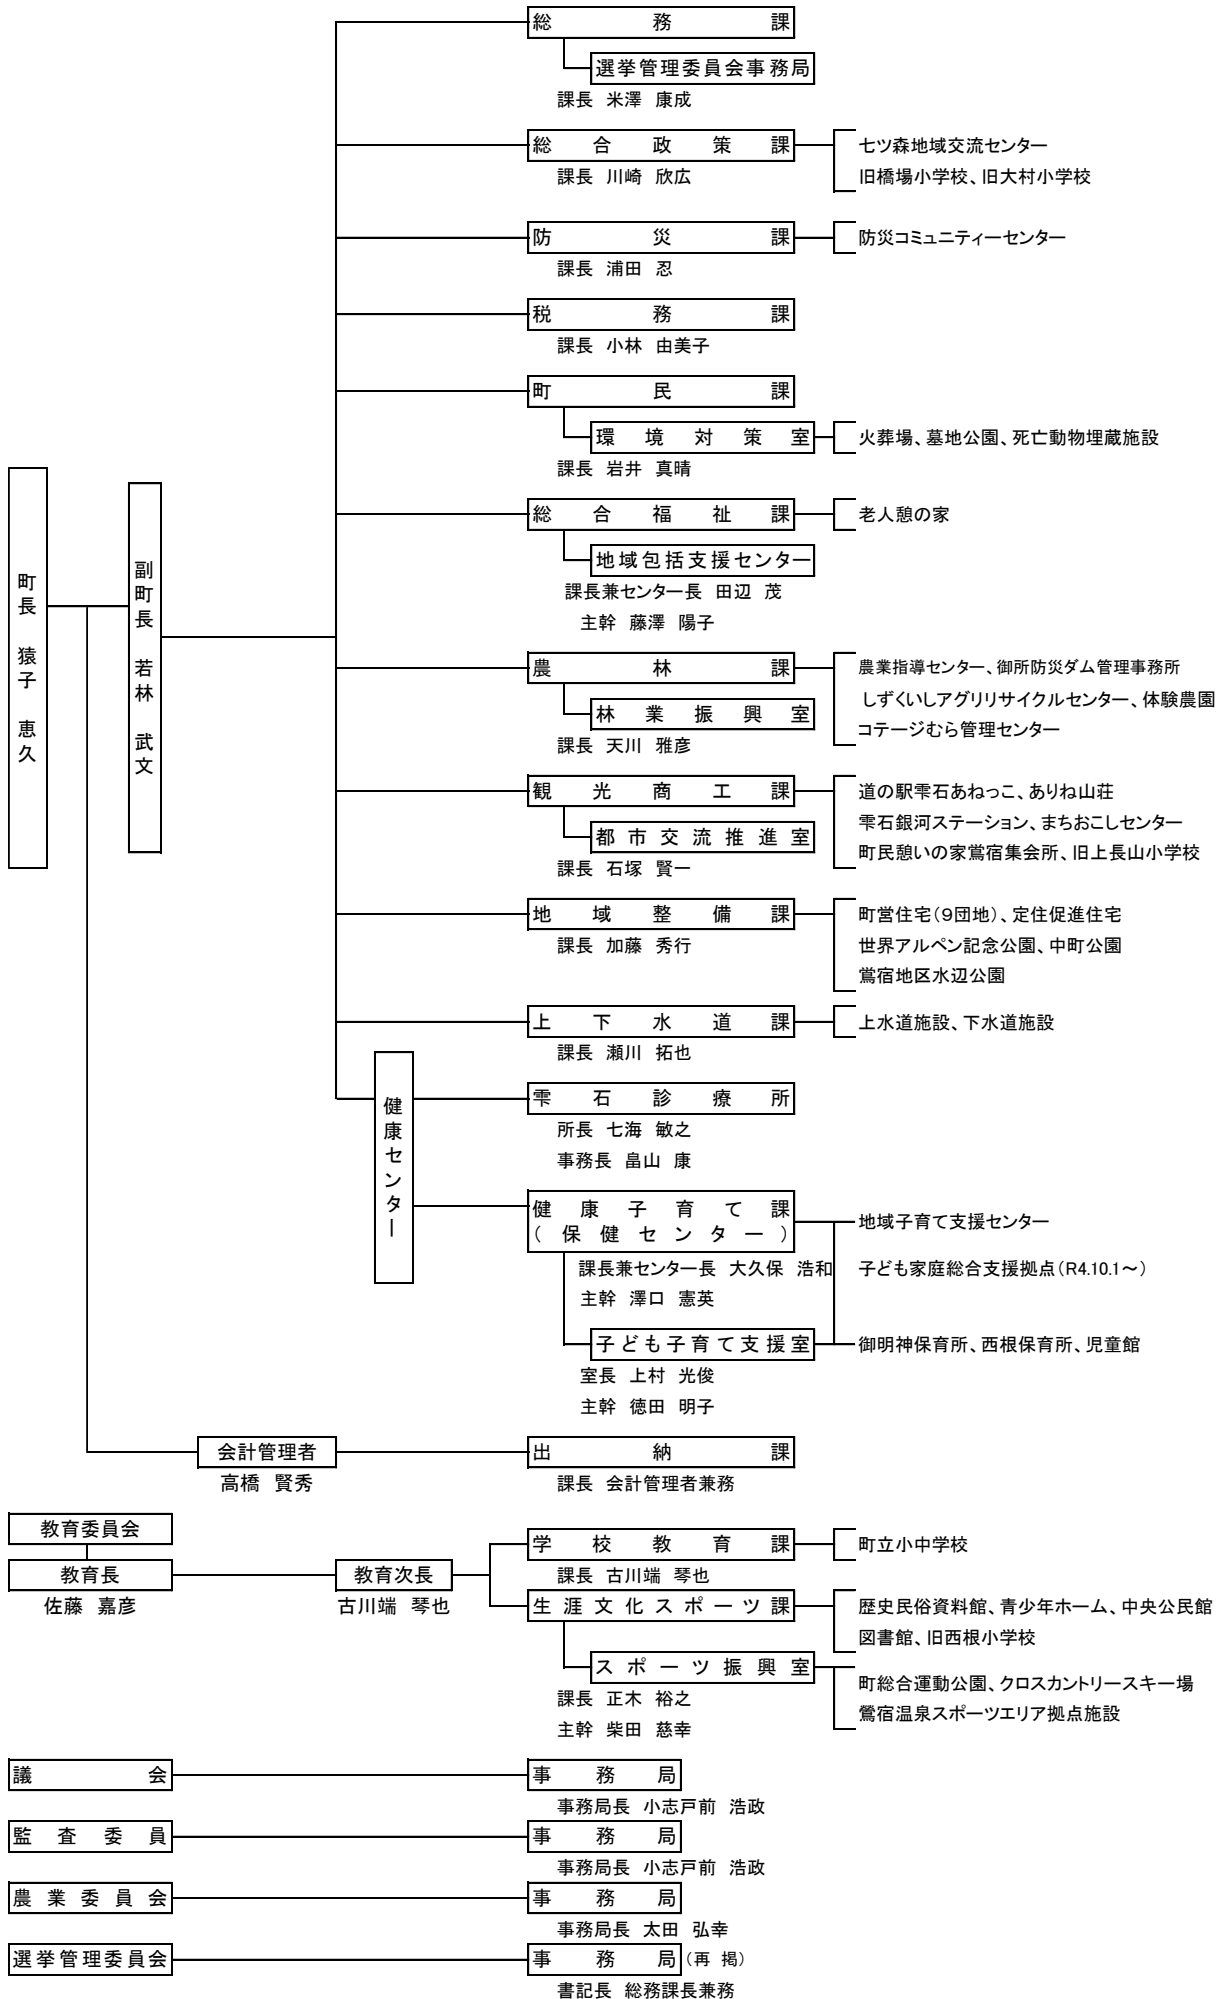 町長 猿子 恵久
副町長 若林 武文
総務課
選挙管理委員会事務局
課長 米澤 康成
総合政策課
七ツ森地域交流センター
課長 川崎 欣広
旧橋場小学校、旧大村小学校
防災課
防災コミュニティーセンター
課長 浦田 忍
税務課
課長 小林 由美子
町民課
環境対策室
火葬場、墓地公園、死亡動物埋蔵施設
課長 岩井 真晴
総合福祉課
老人憩の家
地域包括支援センター
課長兼センター長 田辺 茂
主幹 藤澤 陽子
農林課
農業指導センター、御所防災ダム管理事務所
林業振興室
しずくいしアグリリサイクルセンター、体験農園
コテージむら管理センター
課長 天川 雅彦
観光商工課
道の駅雫石あねっこ、ありね山荘
都市交流推進室
雫石銀河ステーション、まちおこしセンター
町民憩いの家鴬宿集会所、旧上長山小学校
課長 石塚 賢一
地域整備課
町営住宅(9団地)、定住促進住宅
課長 加藤 秀行
世界アルペン記念公園、中町公園
鴬宿地区水辺公園
上下水道課
上水道施設、下水道施設
課長 瀬川 拓也
健康センター
雫石診療所
所長 七海 敏之
事務長 畠山 康
健康子育て課
(保健センター)
地域子育て支援センター
課長兼センター長 大久保 浩和
子ども家庭総合支援拠点(R4.10.1~)
主幹 澤口 憲英
子ども子育て支援室
御明神保育所、西根保育所、児童館
室長 上村 光俊
主幹 徳田 明子
会計管理者
高橋 賢秀
出納課
課長 会計管理者兼務
教育委員会
教育長
佐藤 嘉彦
教育次長
古川端 琴也
学校教育課
町立小中学校
課長 古川端 琴也
生涯文化スポーツ課
歴史民俗資料館、青少年ホーム、中央公民館
図書館、旧西根小学校
スポーツ振興室
町総合運動公園、クロスカントリースキー場
課長 正木 裕之
鶯宿温泉スポーツエリア拠点施設
主幹 柴田 慈幸
議会
事務局
事務局長 小志戸前 浩政
監査委員
事務局
事務局長 小志戸前 浩政
農業委員会
事務局
事務局長 太田 弘幸
選挙管理委員会
事務局(再 掲)
書記長 総務課長兼務